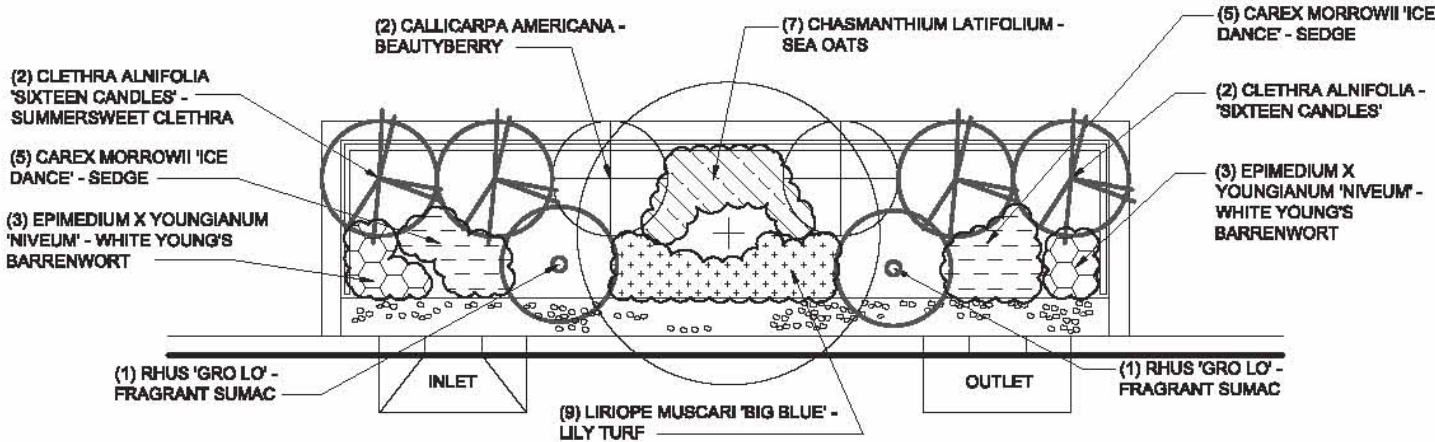 (2) CALLICARPA AMERICANA -
BEAUTYBERRY
(7) CHASMANTHIUM LATIFOLIUM -
SEA OATS
(5) CAREX MORROWII 'ICE
DANCE' - SEDGE
(2) CLETHRA ALNIFOLIA
'SIXTEEN CANDLES' -
SUMMERSWEET CLETHRA
(2) CLETHRA ALNIFOLIA -
'SIXTEEN CANDLES'
(5) CAREX MORROWII 'ICE
DANCE' - SEDGE
(3) EPIMEDIUM X
YOUNGIANUM 'NIVEUM' -
WHITE YOUNG'S
BARRENWORT
(3) EPIMEDIUM X YOUNGIANUM
'NIVEUM' - WHITE YOUNG'S
BARRENWORT
(1) RHUS 'GRO LO' -
FRAGRANT SUMAC
INLET
OUTLET
(1) RHUS 'GRO LO' -
FRAGRANT SUMAC
(9) LIRIOPE MUSCARI 'BIG BLUE' -
LILY TURF